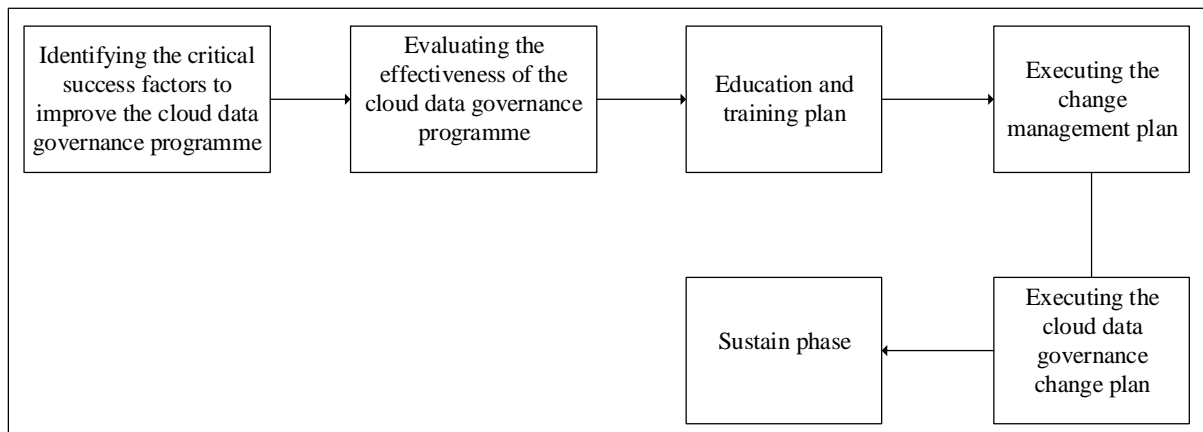 Identifying the critical
success factors to
improve the cloud data
governance programme
Evaluating the
effectiveness of the
cloud data governance
programme
Education and
training plan
Executing the
change
management plan
Executing the
cloud data
governance
change plan
Sustain phase